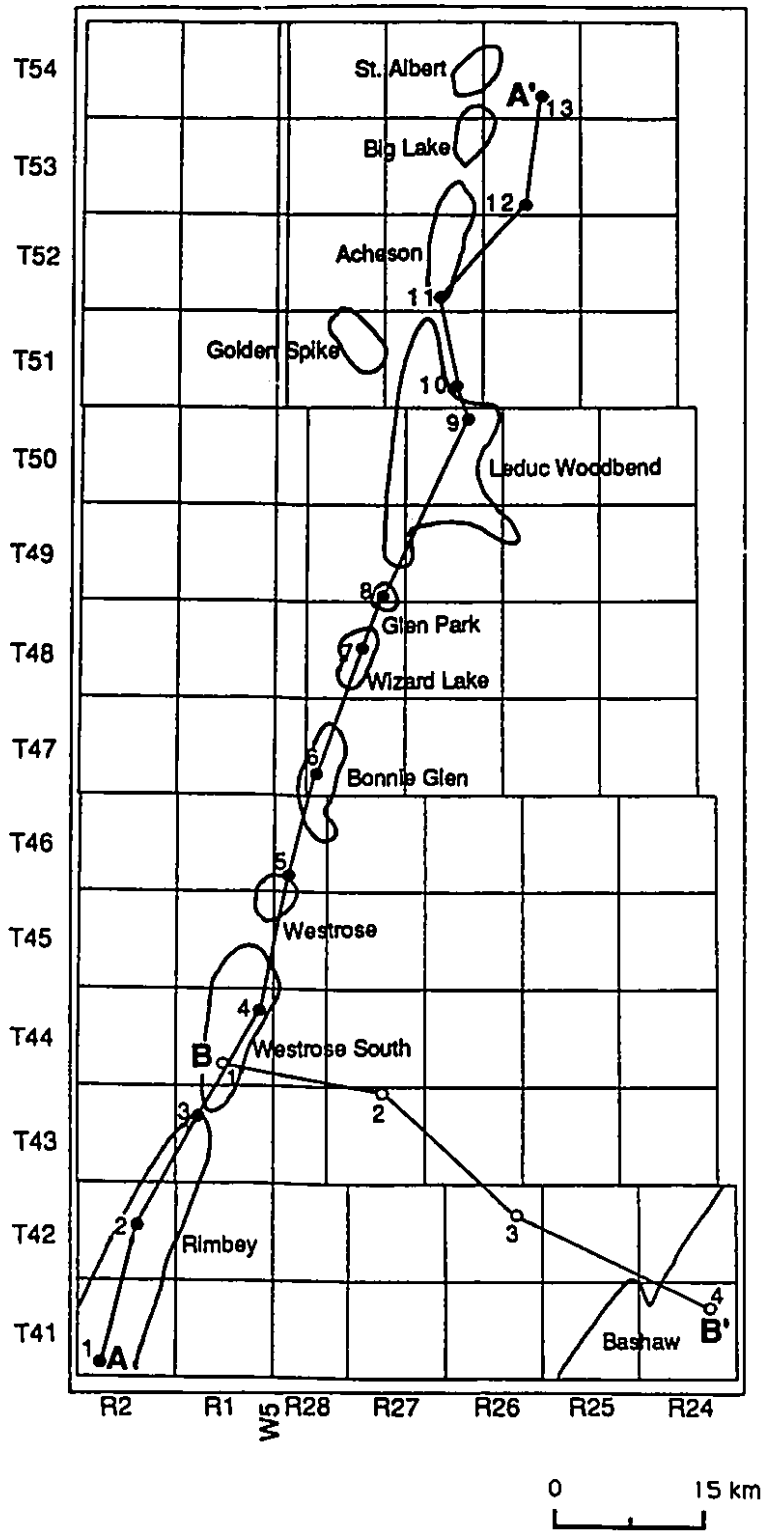 T54
St. Albert
A'
13
Big Lake
T53
12
T52
Acheson
11
Golden Spike
T51
10
9
T50
Leduc Woodbend
T49
8
Glen Park
T48
7
Wizard Lake
T47
6
Bonnie Glen
T46
5
T45
Westrose
T44
4
B
Westrose South
1
2
3
T43
T42
2
Rimbey
3
4
T41
1
A
Bashaw
B'
R2
R1
W5
R28
R27
R26
R25
R24
0
15 km